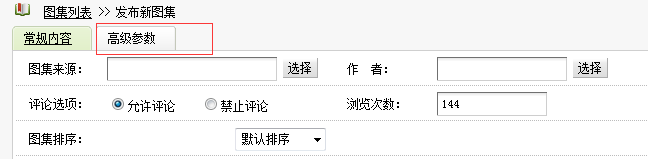 图集列表 >> 发布新图集
常规内容 高级参数
图集来源： 选择 作 者： 选择
评论选项： 允许评论 禁止评论 浏览次数： 144
图集排序： 默认排序